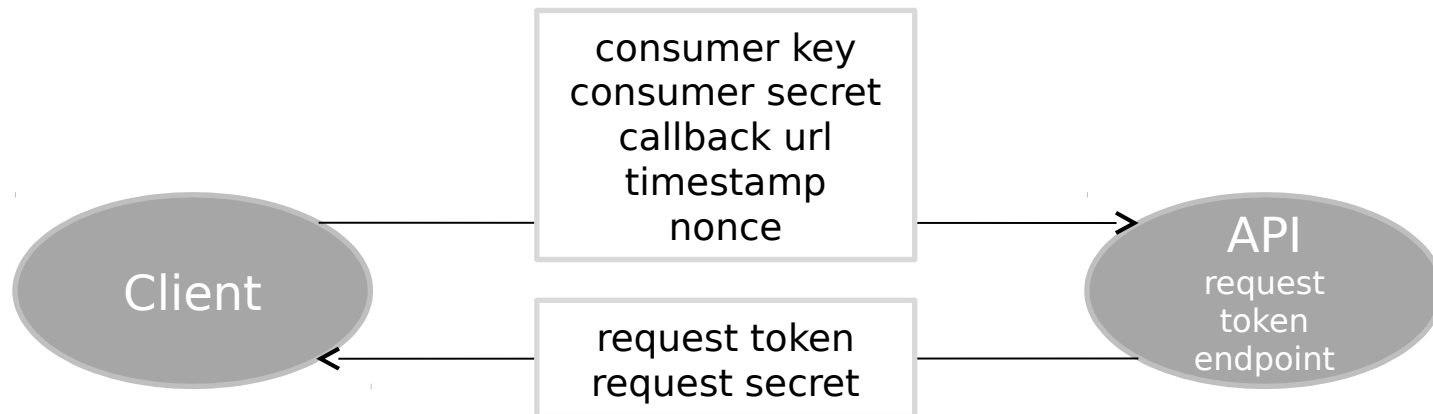 consumer key
consumer secret
callback url
timestamp
nonce
Client
API
request
token
endpoint
request token
request secret